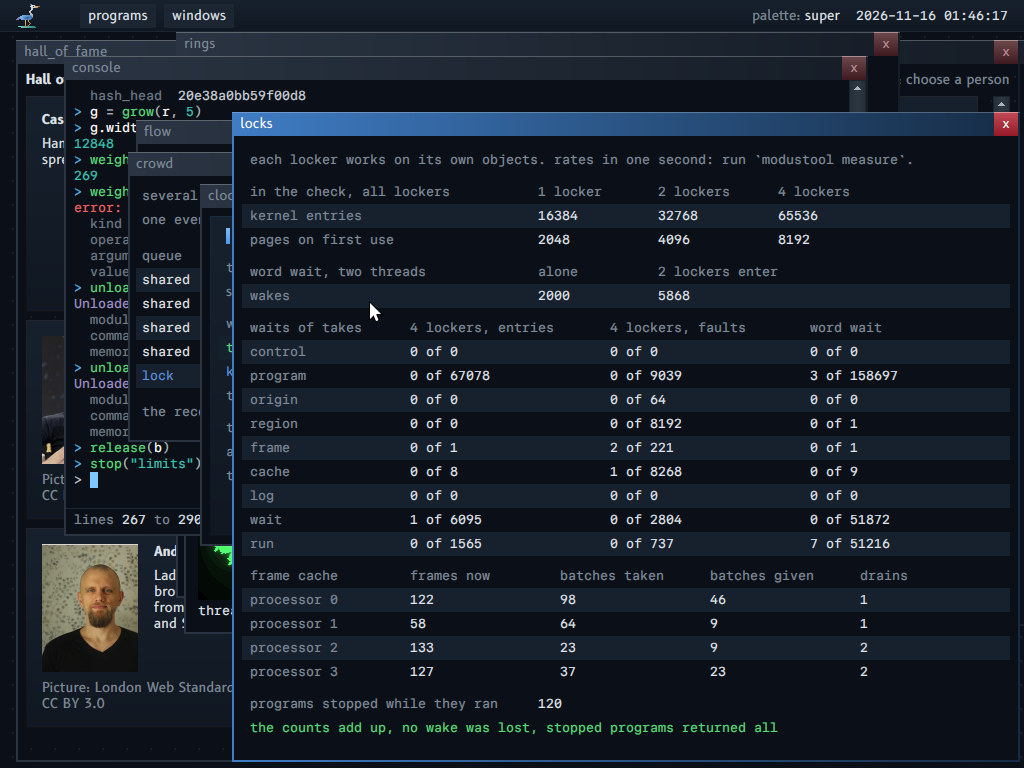 programs windows palette: super 2026-11-16 01:46:17
rings x
hall_of_fame x
console x
Hall choose a person
hash_head 20e38a0bb59f00d8
> g = grow(r, 5)
>
12848
269
error:
kind
>
>
> release(b)
> stop("limits")
>
lines 267 to 290
flow
crowd
several
one
queue
shared
shared
shared
shared
lock
the
locks x
each locker works on its own objects. rates in one second: run `modustool measure`.
in the check, all lockers 1 locker 2 lockers 4 lockers
kernel entries 16384 32768 65536
pages on first use 2048 4096 8192
word wait, two threads alone 2 lockers enter
wakes 2000 5868
waits of takes 4 lockers, entries 4 lockers, faults word wait
control 0 of 0 0 of 0 0 of 0
program 0 of 67078 0 of 9039 3 of 158697
origin 0 of 0 0 of 64 0 of 0
region 0 of 0 0 of 8192 0 of 1
frame 0 of 1 2 of 221 0 of 1
cache 0 of 8 1 of 8268 0 of 9
log 0 of 0 0 of 0 0 of 0
wait 1 of 6095 0 of 2804 0 of 51872
run 0 of 1565 0 of 737 7 of 51216
frame cache frames now batches taken batches given drains
processor 0 122 98 46 1
processor 1 58 64 9 1
processor 2 133 23 9 2
processor 3 127 37 23 2
programs stopped while they ran 120
the counts add up, no wake was lost, stopped programs returned all
from
and
Picture: London Web Standard
CC BY 3.0